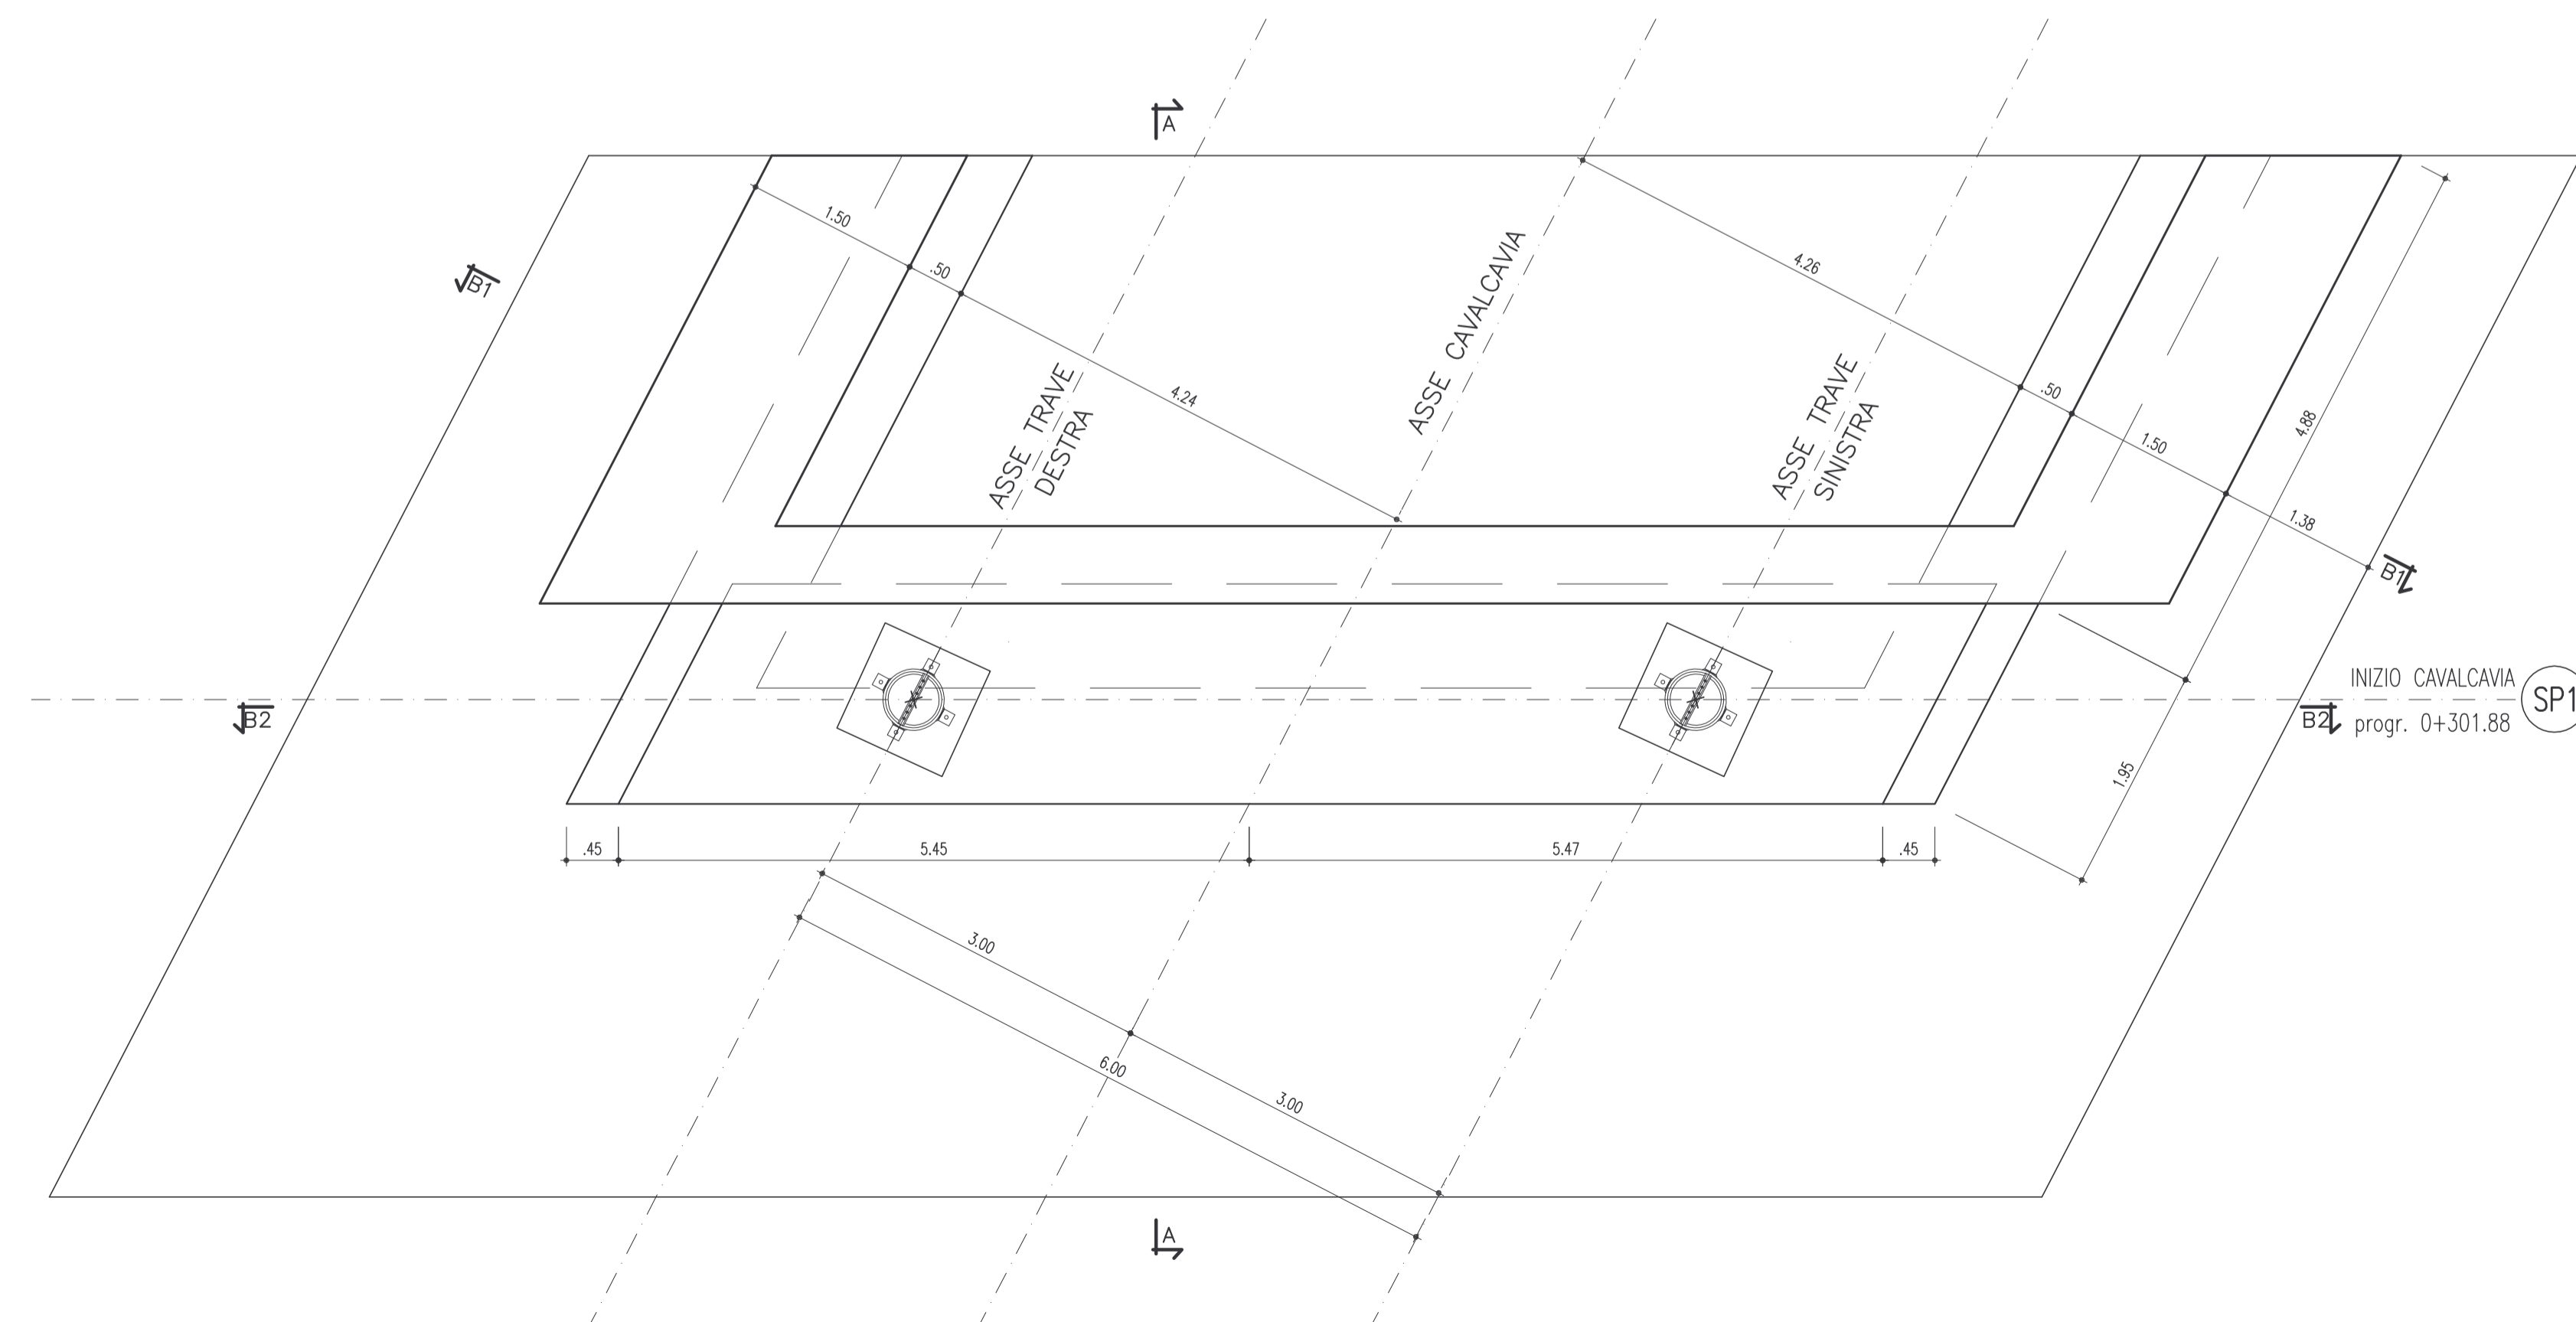 A
B1
1.50
.50
4.26
ASSE CAVALCAVIA
4.24
ASSE TRAVE
DESTRA
ASSE TRAVE
SINISTRA
.50
1.50
4.88
1.38
B1
INIZIO CAVALCAVIA
progr. 0+301.88
SP1
B2
B2
1.95
.45
5.45
5.47
.45
3.00
6.00
3.00
A